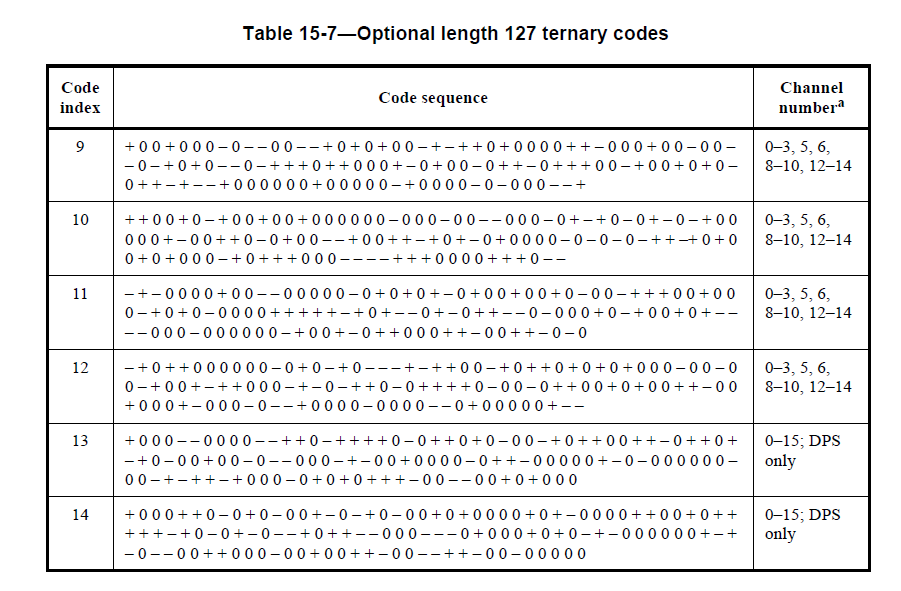 Table 15-7—Optional length 127 ternary codes
Code index
Code sequence
Channel number^a
9
+ 0 0 + 0 0 0 − 0 − − 0 0 − − + 0 + 0 + 0 0 − + − + + 0 + 0 0 0 0 + + − 0 0 0 + 0 0 − 0 0 −
− 0 − + 0 + 0 − − 0 − + + + 0 + + 0 0 0 + − 0 + 0 0 − 0 + + − 0 + + + 0 0 − + 0 0 + 0 + 0 −
0 + + − + − − + 0 0 0 0 0 0 + 0 0 0 0 0 − + 0 0 0 0 − 0 − 0 0 0 − − +
0–3, 5, 6,
8–10, 12–14
10
+ + 0 0 + 0 − + 0 0 + 0 0 + 0 0 0 0 0 0 − 0 0 0 − 0 0 − − 0 0 0 − 0 + − + 0 − 0 + − 0 − + 0 0
0 0 0 + − 0 0 + + 0 − 0 + 0 0 − − + 0 0 + + − + 0 + − 0 + 0 0 0 0 − 0 − 0 − 0 − + + − + 0 + 0
0 + 0 + 0 0 0 − + 0 + + + 0 0 0 − − − − + + + 0 0 0 0 + + + 0 − −
0–3, 5, 6,
8–10, 12–14
11
− + − 0 0 0 0 + 0 0 − − 0 0 0 0 0 − 0 + 0 + 0 + − 0 + 0 0 + 0 0 + 0 − 0 0 − + + + 0 0 + 0 0
0 − + 0 + 0 − 0 0 0 0 + + + + + − + 0 + − − 0 + − 0 + + − − 0 − 0 0 0 + 0 − + 0 0 + 0 + − −
− − 0 0 0 − 0 0 0 0 0 0 − + 0 0 + − 0 + + 0 0 0 + + − 0 0 + + − 0 − 0
0–3, 5, 6,
8–10, 12–14
12
− + 0 + + 0 0 0 0 0 0 − 0 + 0 − + 0 − − − + − + + 0 0 − + 0 + + 0 + 0 + 0 + 0 0 0 − 0 0 − 0
0 − + 0 0 + − + + 0 0 0 − + − 0 − + + 0 − 0 + + + + 0 − 0 0 − 0 + + 0 0 + 0 + 0 0 + + − 0 0
+ 0 0 0 + − 0 0 0 − 0 − − + 0 0 0 0 − 0 0 0 0 − − 0 + 0 0 0 0 0 + − −
0–3, 5, 6,
8–10, 12–14
13
+ 0 0 0 − − 0 0 0 0 − − + + 0 − + + + + 0 − 0 + + 0 + 0 − 0 0 − + 0 + + 0 0 + + − 0 + + 0 +
− + 0 − 0 0 + 0 0 − 0 − − 0 0 0 − + − 0 0 + 0 0 0 0 − 0 + + − 0 0 0 0 0 + − 0 − 0 0 0 0 0 0 −
0 0 − + − + + − + 0 0 0 − 0 + 0 + 0 + + + − 0 0 − − 0 0 + 0 + 0 0 0
0–15; DPS
only
14
+ 0 0 0 + + 0 − 0 + 0 − 0 0 + − 0 − + 0 − 0 0 + 0 + 0 0 0 0 + 0 + − 0 0 0 0 + + 0 0 + 0 + +
+ + + − + 0 − 0 + − 0 − − + 0 + + − − 0 0 0 − − − 0 + 0 0 0 + 0 + 0 − + − 0 0 0 0 0 0 + − +
− 0 − − 0 0 + + 0 0 0 − 0 0 + 0 0 + + − 0 0 − − + + − 0 0 − 0 0 0 0 0
0–15; DPS
only